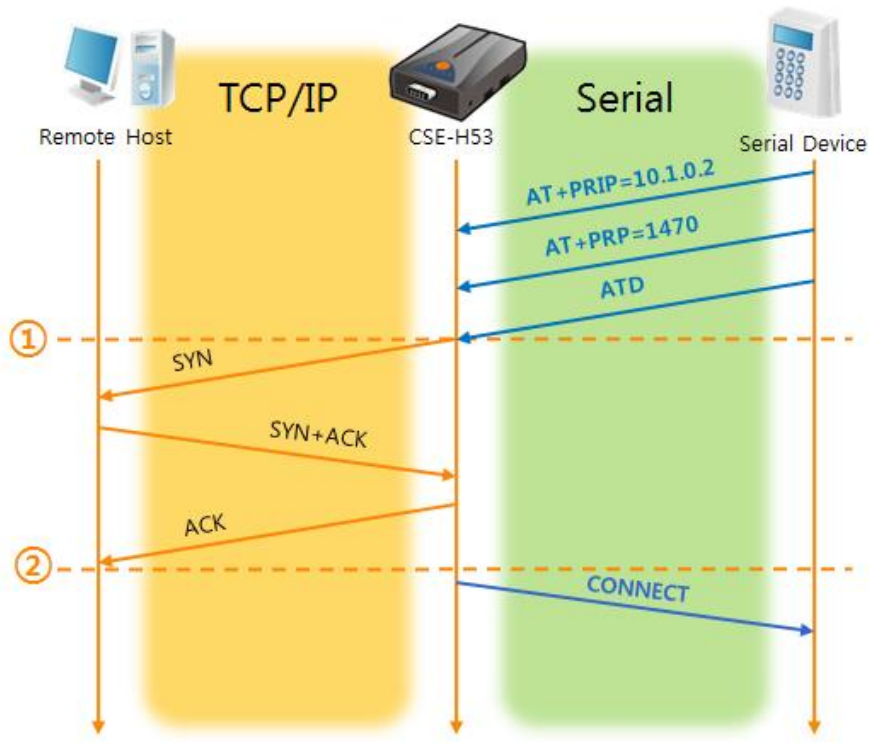 TCP/IP
Serial
Remote Host
CSE-H53
Serial Device
AT+PRIP=10.1.0.2
AT+PRP=1470
ATD
①
SYN
SYN+ACK
ACK
②
CONNECT